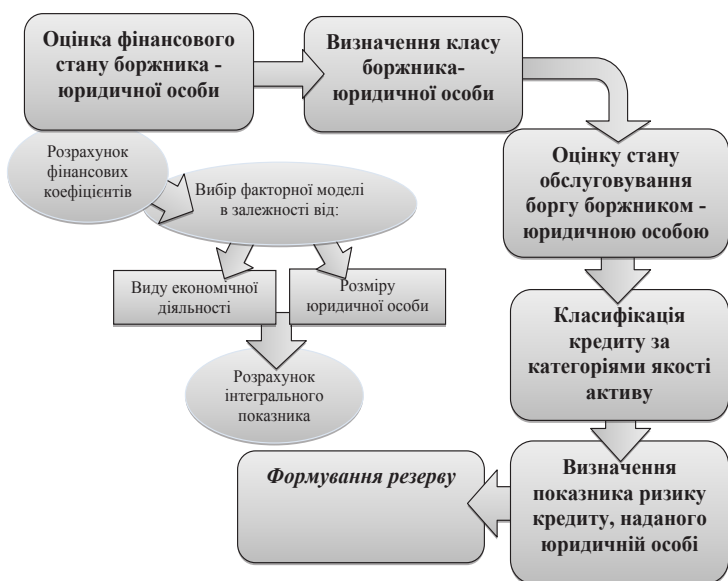 Оцінка фінансового
стану боржника -
юридичної особи
Визначення класу
боржника-
юридичної особи
Розрахунок
фінансових
коефіцієнтів
Вибір факторної моделі
в залежності від:
Виду економічної
діяльності
Розміру
юридичної особи
Розрахунок
інтегрального
показника
Оцінку стану
обслуговування
боргу боржником -
юридичною особою
Класифікація
кредиту за
категоріями якості
активу
Визначення
показника ризику
кредиту, наданого
юридичній особі
Формування резерву